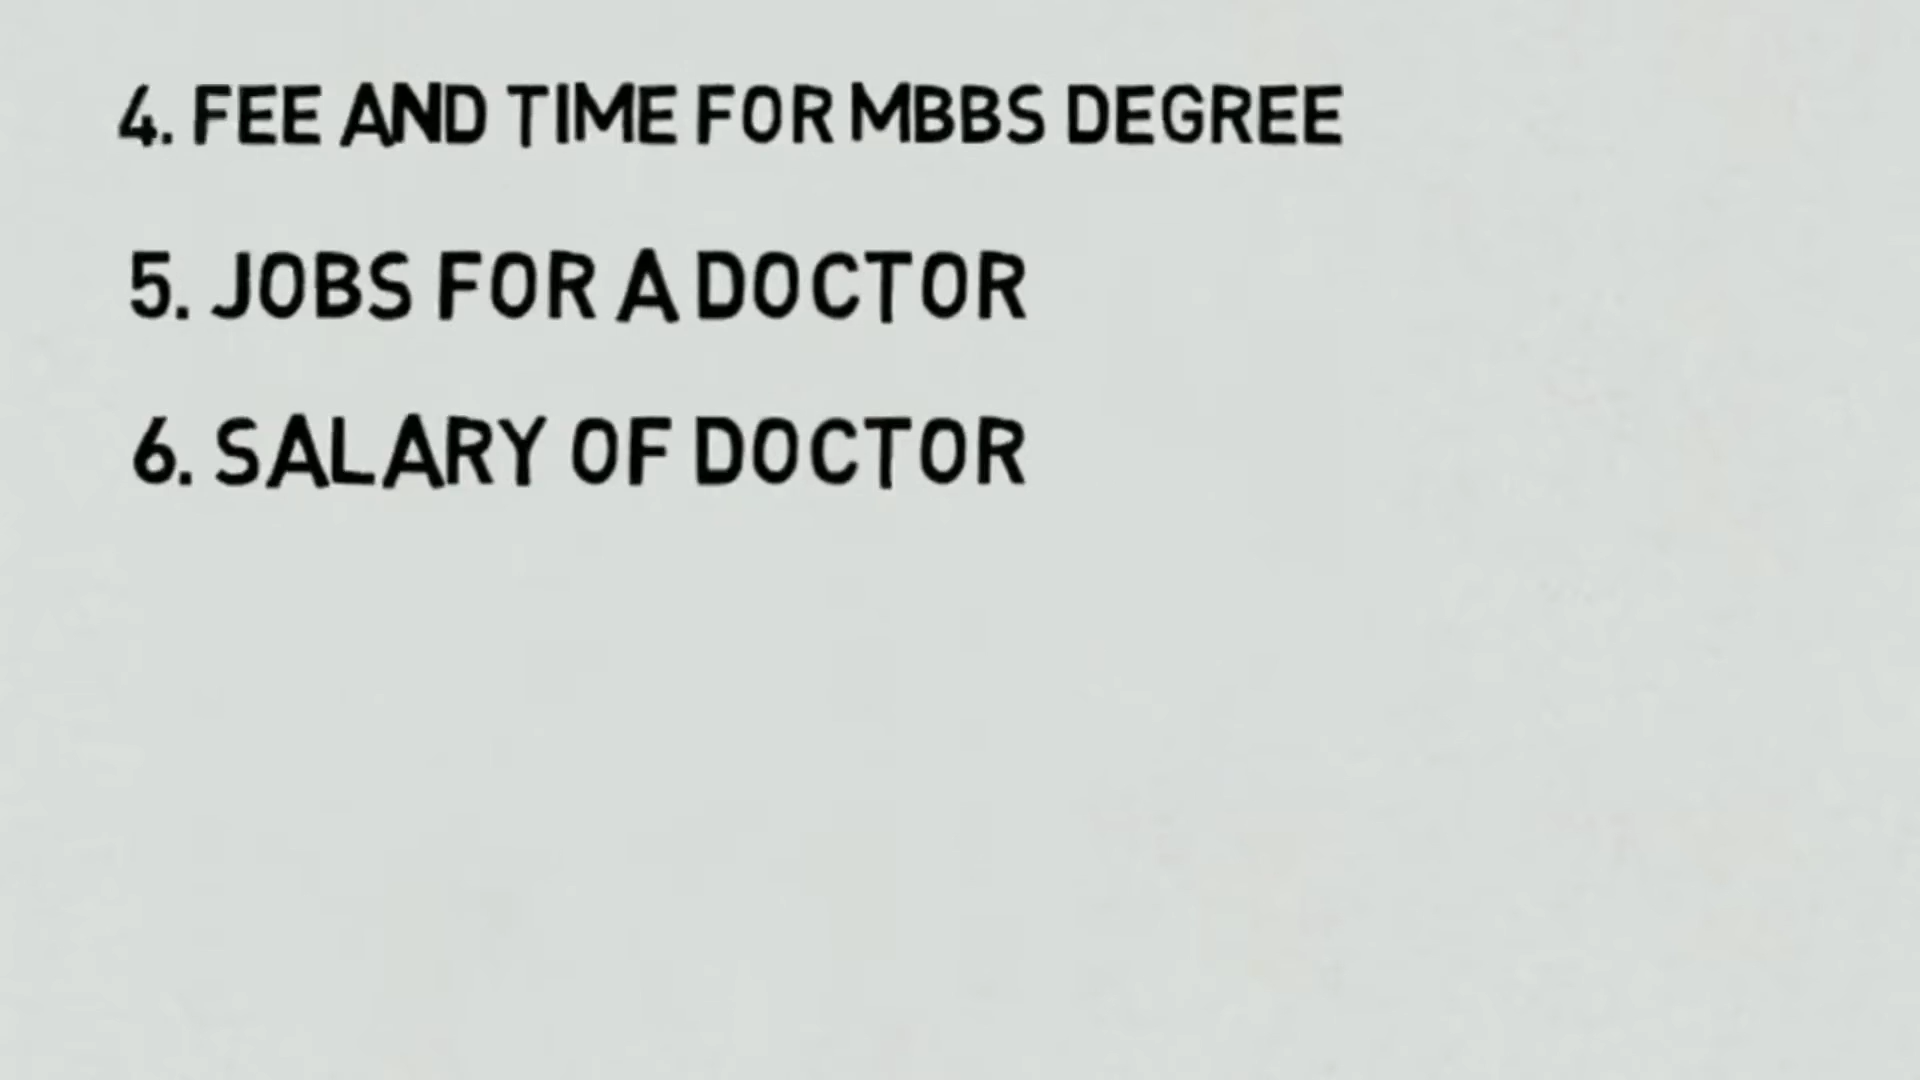 4. FEE AND TIME FOR MBBS DEGREE
5. JOBS FOR A DOCTOR
6. SALARY OF DOCTOR